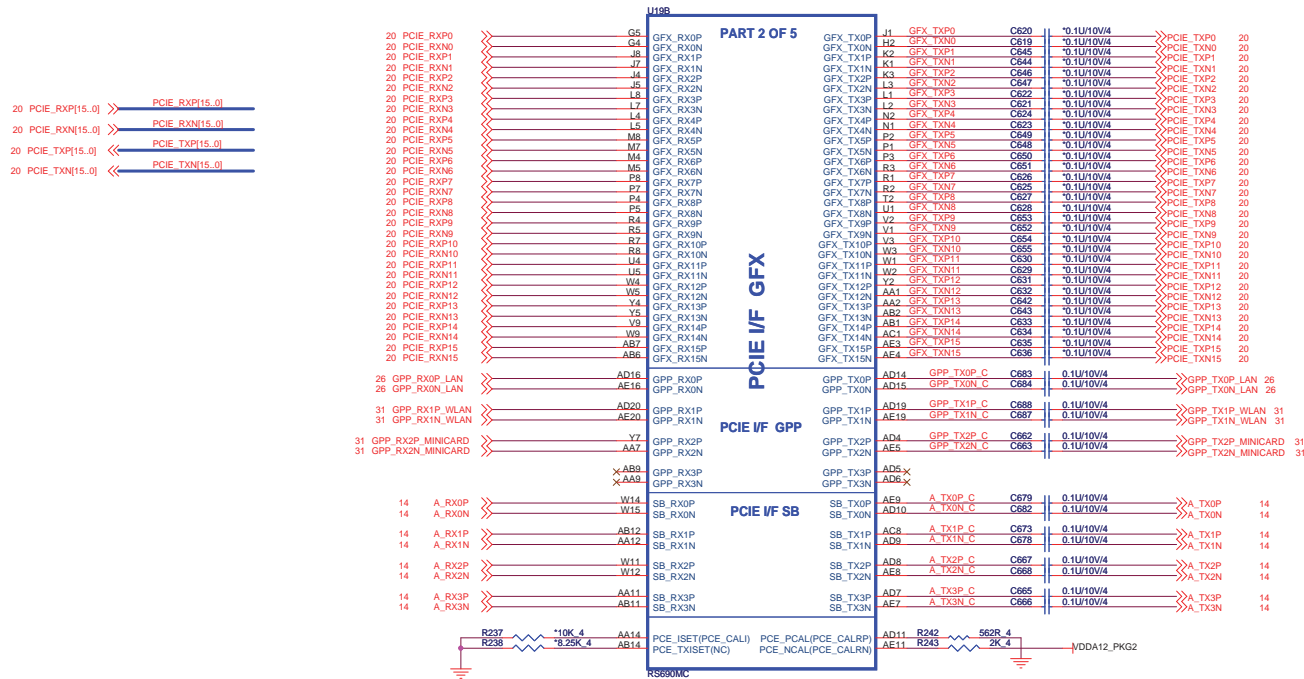 U19B
PART 2 OF 5
20 PCIE_RXP0 G5 GFX_RX0P GFX_TX0P J1 GFX_TXP0 C620 *0.1U/10V/4 PCIE_TXP0 20
20 PCIE_RXN0 G4 GFX_RX0N GFX_TX0N H2 GFX_TXN0 C619 *0.1U/10V/4 PCIE_TXN0 20
20 PCIE_RXP1 J8 GFX_RX1P GFX_TX1P K2 GFX_TXP1 C645 *0.1U/10V/4 PCIE_TXP1 20
20 PCIE_RXN1 J7 GFX_RX1N GFX_TX1N K1 GFX_TXN1 C644 *0.1U/10V/4 PCIE_TXN1 20
20 PCIE_RXP2 J4 GFX_RX2P GFX_TX2P K3 GFX_TXP2 C646 *0.1U/10V/4 PCIE_TXP2 20
20 PCIE_RXN2 J5 GFX_RX2N GFX_TX2N L3 GFX_TXN2 C647 *0.1U/10V/4 PCIE_TXN2 20
20 PCIE_RXP3 L8 GFX_RX3P GFX_TX3P L1 GFX_TXP3 C622 *0.1U/10V/4 PCIE_TXP3 20
20 PCIE_RXN3 L7 GFX_RX3N GFX_TX3N L2 GFX_TXN3 C621 *0.1U/10V/4 PCIE_TXN3 20
20 PCIE_RXP4 L4 GFX_RX4P GFX_TX4P N2 GFX_TXP4 C624 *0.1U/10V/4 PCIE_TXP4 20
20 PCIE_RXN4 L5 GFX_RX4N GFX_TX4N N1 GFX_TXN4 C623 *0.1U/10V/4 PCIE_TXN4 20
20 PCIE_RXP5 M8 GFX_RX5P GFX_TX5P P2 GFX_TXP5 C649 *0.1U/10V/4 PCIE_TXP5 20
20 PCIE_RXN5 M7 GFX_RX5N GFX_TX5N P1 GFX_TXN5 C648 *0.1U/10V/4 PCIE_TXN5 20
20 PCIE_RXP6 M4 GFX_RX6P GFX_TX6P P3 GFX_TXP6 C650 *0.1U/10V/4 PCIE_TXP6 20
20 PCIE_RXN6 M5 GFX_RX6N GFX_TX6N R3 GFX_TXN6 C651 *0.1U/10V/4 PCIE_TXN6 20
20 PCIE_RXP7 P8 GFX_RX7P GFX_TX7P R1 GFX_TXP7 C626 *0.1U/10V/4 PCIE_TXP7 20
20 PCIE_RXN7 P7 GFX_RX7N GFX_TX7N R2 GFX_TXN7 C625 *0.1U/10V/4 PCIE_TXN7 20
20 PCIE_RXP8 P4 GFX_RX8P GFX_TX8P T2 GFX_TXP8 C627 *0.1U/10V/4 PCIE_TXP8 20
20 PCIE_RXN8 P5 GFX_RX8N GFX_TX8N U1 GFX_TXN8 C628 *0.1U/10V/4 PCIE_TXN8 20
20 PCIE_RXP9 R4 GFX_RX9P GFX_TX9P V2 GFX_TXP9 C653 *0.1U/10V/4 PCIE_TXP9 20
20 PCIE_RXN9 R5 GFX_RX9N GFX_TX9N V1 GFX_TXN9 C652 *0.1U/10V/4 PCIE_TXN9 20
20 PCIE_RXP10 R7 GFX_RX10P GFX_TX10P V3 GFX_TXP10 C654 *0.1U/10V/4 PCIE_TXP10 20
20 PCIE_RXN10 R8 GFX_RX10N GFX_TX10N W3 GFX_TXN10 C655 *0.1U/10V/4 PCIE_TXN10 20
20 PCIE_RXP11 U4 GFX_RX11P GFX_TX11P W1 GFX_TXP11 C630 *0.1U/10V/4 PCIE_TXP11 20
20 PCIE_RXN11 U5 GFX_RX11N GFX_TX11N W2 GFX_TXN11 C629 *0.1U/10V/4 PCIE_TXN11 20
20 PCIE_RXP12 W4 GFX_RX12P GFX_TX12P Y2 GFX_TXP12 C631 *0.1U/10V/4 PCIE_TXP12 20
20 PCIE_RXN12 W5 GFX_RX12N GFX_TX12N AA1 GFX_TXN12 C632 *0.1U/10V/4 PCIE_TXN12 20
20 PCIE_RXP13 Y4 GFX_RX13P GFX_TX13P AA2 GFX_TXP13 C642 *0.1U/10V/4 PCIE_TXP13 20
20 PCIE_RXN13 Y5 GFX_RX13N GFX_TX13N AB2 GFX_TXN13 C643 *0.1U/10V/4 PCIE_TXN13 20
20 PCIE_RXP14 V9 GFX_RX14P GFX_TX14P AB1 GFX_TXP14 C633 *0.1U/10V/4 PCIE_TXP14 20
20 PCIE_RXN14 W9 GFX_RX14N GFX_TX14N AC1 GFX_TXN14 C634 *0.1U/10V/4 PCIE_TXN14 20
20 PCIE_RXP15 AB7 GFX_RX15P GFX_TX15P AE3 GFX_TXP15 C635 *0.1U/10V/4 PCIE_TXP15 20
20 PCIE_RXN15 AB6 GFX_RX15N GFX_TX15N AE4 GFX_TXN15 C636 *0.1U/10V/4 PCIE_TXN15 20
20 PCIE_RXP[15..0] PCIE_RXP[15..0]
20 PCIE_RXN[15..0] PCIE_RXN[15..0]
20 PCIE_TXP[15..0] PCIE_TXP[15..0]
20 PCIE_TXN[15..0] PCIE_TXN[15..0]
PCIE I/F GFX
26 GPP_RX0P_LAN AD16 GPP_RX0P GPP_TX0P AD14 GPP_TX0P_C C683 0.1U/10V/4 GPP_TX0P_LAN 26
26 GPP_RX0N_LAN AE16 GPP_RX0N GPP_TX0N AD15 GPP_TX0N_C C684 0.1U/10V/4 GPP_TX0N_LAN 26
31 GPP_RX1P_WLAN AD20 GPP_RX1P GPP_TX1P AD19 GPP_TX1P_C C688 0.1U/10V/4 GPP_TX1P_WLAN 31
31 GPP_RX1N_WLAN AE20 GPP_RX1N GPP_TX1N AE19 GPP_TX1N_C C687 0.1U/10V/4 GPP_TX1N_WLAN 31
PCIE I/F GPP
31 GPP_RX2P_MINICARD Y7 GPP_RX2P GPP_TX2P AD4 GPP_TX2P_C C662 0.1U/10V/4 GPP_TX2P_MINICARD 31
31 GPP_RX2N_MINICARD AA7 GPP_RX2N GPP_TX2N AE5 GPP_TX2N_C C663 0.1U/10V/4 GPP_TX2N_MINICARD 31
AB9 GPP_RX3P GPP_TX3P AD5
AA9 GPP_RX3N GPP_TX3N AD6
14 A_RX0P W14 SB_RX0P SB_TX0P AE9 A_TX0P_C C679 0.1U/10V/4 A_TX0P 14
14 A_RX0N W15 SB_RX0N SB_TX0N AD10 A_TX0N_C C682 0.1U/10V/4 A_TX0N 14
PCIE I/F SB
14 A_RX1P AB12 SB_RX1P SB_TX1P AC8 A_TX1P_C C673 0.1U/10V/4 A_TX1P 14
14 A_RX1N AA12 SB_RX1N SB_TX1N AD9 A_TX1N_C C678 0.1U/10V/4 A_TX1N 14
14 A_RX2P W11 SB_RX2P SB_TX2P AD8 A_TX2P_C C667 0.1U/10V/4 A_TX2P 14
14 A_RX2N W12 SB_RX2N SB_TX2N AE8 A_TX2N_C C668 0.1U/10V/4 A_TX2N 14
14 A_RX3P AA11 SB_RX3P SB_TX3P AD7 A_TX3P_C C665 0.1U/10V/4 A_TX3P 14
14 A_RX3N AB11 SB_RX3N SB_TX3N AE7 A_TX3N_C C666 0.1U/10V/4 A_TX3N 14
R237 *10K_4 AA14 PCE_ISET(PCE_CALI) PCE_PCAL(PCE_CALRP) AD11 R242 562R_4
R238 *8.25K_4 AB14 PCE_TXISET(NC) PCE_NCAL(PCE_CALRN) AE11 R243 2K_4 VDDA12_PKG2
RS690MC